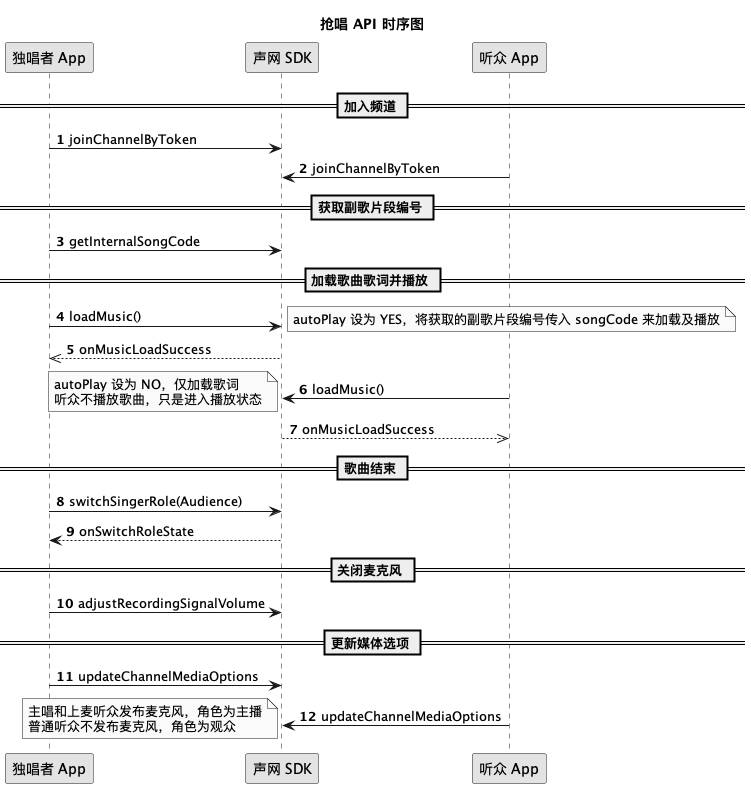 抢唱 API 时序图
独唱者 App
声网 SDK
听众 App
加入频道
1 joinChannelByToken
2 joinChannelByToken
获取副歌片段编号
3 getInternalSongCode
加载歌曲歌词并播放
4 loadMusic()
autoPlay 设为 YES，将获取的副歌片段编号传入 songCode 来加载及播放
5 onMusicLoadSuccess
autoPlay 设为 NO，仅加载歌词
听众不播放歌曲，只是进入播放状态
6 loadMusic()
7 onMusicLoadSuccess
歌曲结束
8 switchSingerRole(Audience)
9 onSwitchRoleState
关闭麦克风
10 adjustRecordingSignalVolume
更新媒体选项
11 updateChannelMediaOptions
主唱和上麦听众发布麦克风，角色为主播
普通听众不发布麦克风，角色为观众
12 updateChannelMediaOptions
独唱者 App
声网 SDK
听众 App